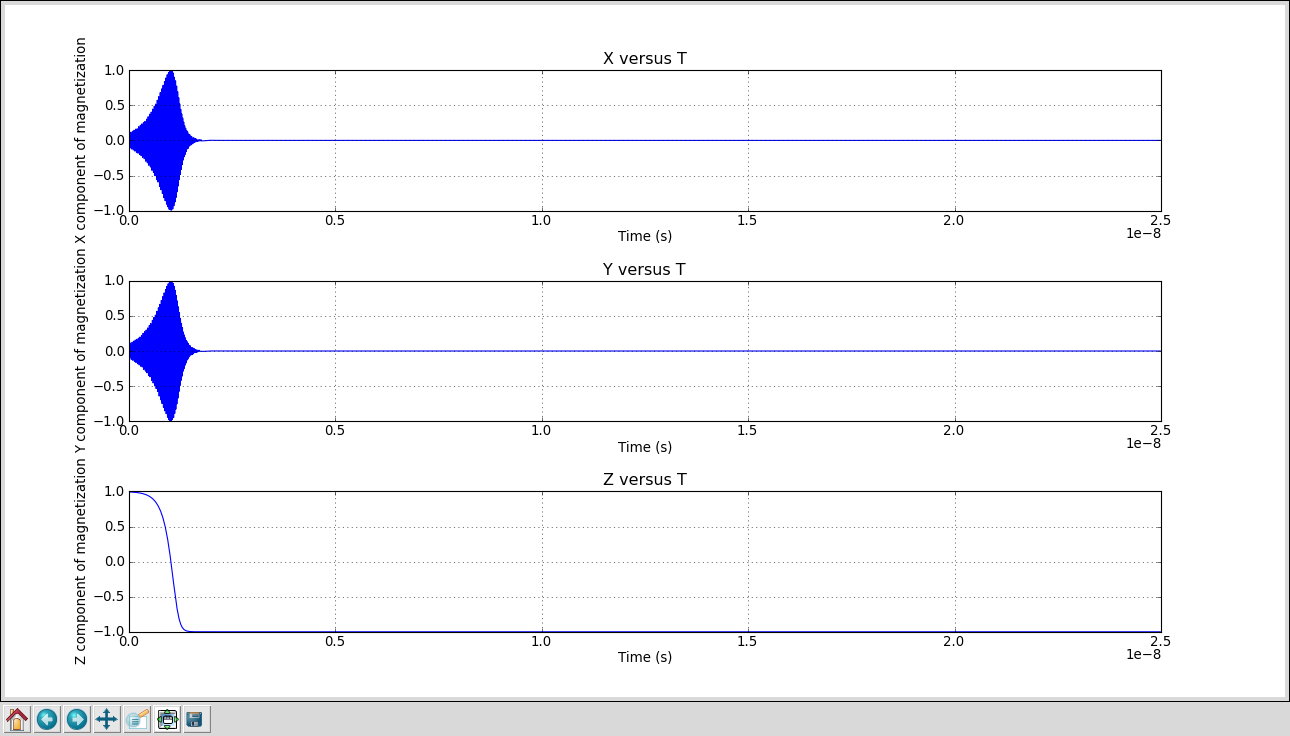 X versus T
X component of magnetization
1.0
0.5
0.0
−0.5
−1.0
0.0 0.5 1.0 1.5 2.0 2.5
1e−8
Time (s)
Y versus T
Y component of magnetization
1.0
0.5
0.0
−0.5
−1.0
0.0 0.5 1.0 1.5 2.0 2.5
1e−8
Time (s)
Z versus T
Z component of magnetization
1.0
0.5
0.0
−0.5
−1.0
0.0 0.5 1.0 1.5 2.0 2.5
1e−8
Time (s)